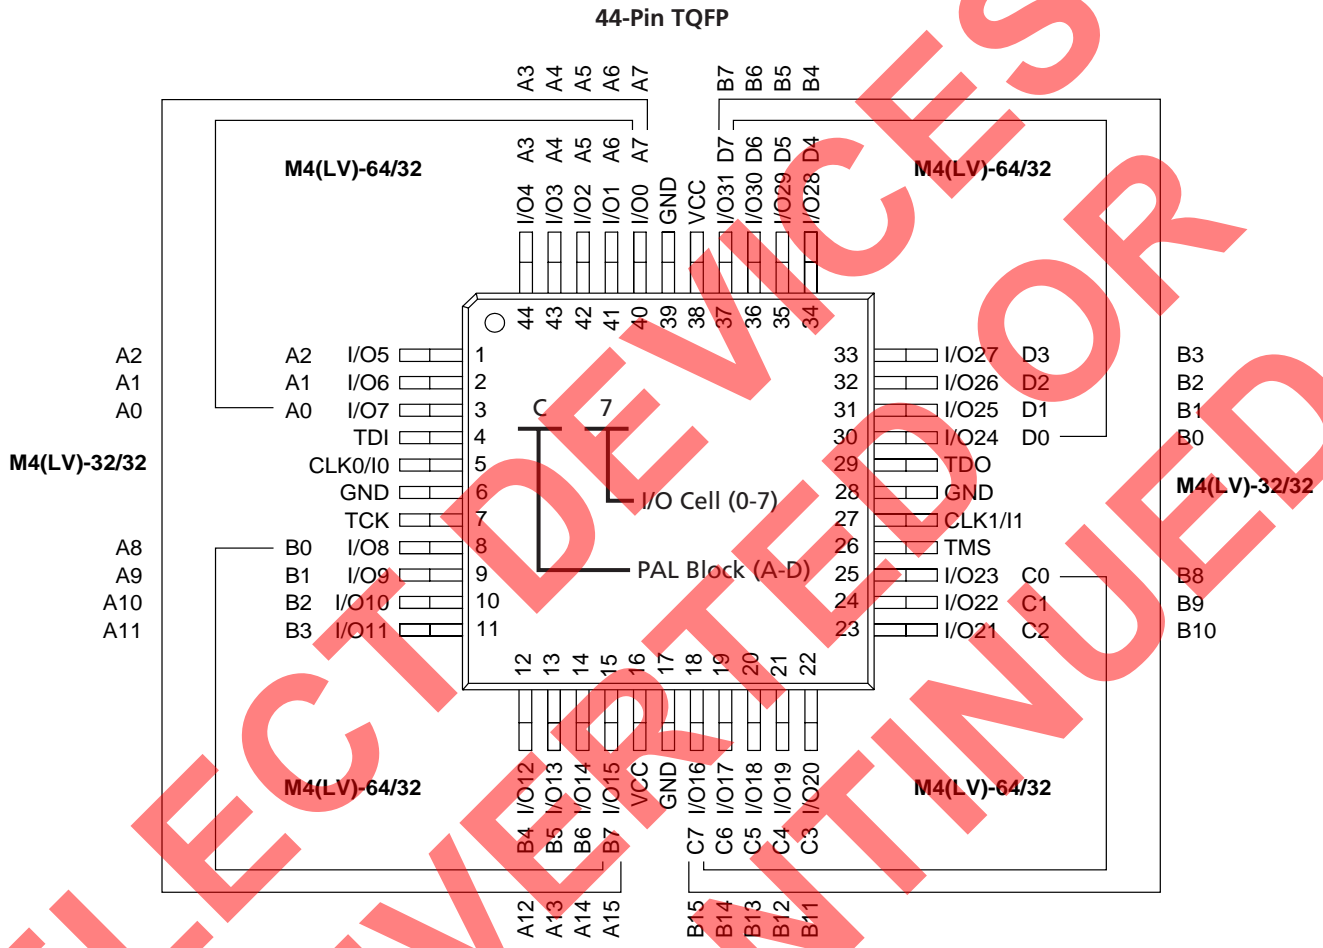 44-Pin TQFP
A3 A4 A5 A6 A7 B7 B6 B5 B4
A3 A4 A5 A6 A7 D7 D6 D5 D4
M4(LV)-64/32 M4(LV)-64/32
I/O4 I/O3 I/O2 I/O1 I/O0 GND VCC I/O31 I/O30 I/O29 I/O28
44 43 42 41 40 39 38 37 36 35 34
A2 A2 I/O5 1 33 I/O27 D3 B3
A1 A1 I/O6 2 32 I/O26 D2 B2
A0 A0 I/O7 3 31 I/O25 D1 B1
C 7
TDI 4 30 I/O24 D0 B0
M4(LV)-32/32 CLK0/I0 5 29 TDO
GND 6 28 GND M4(LV)-32/32
I/O Cell (0-7)
TCK 7 27 CLK1/I1
A8 B0 I/O8 8 26 TMS
PAL Block (A-D)
A9 B1 I/O9 9 25 I/O23 C0 B8
A10 B2 I/O10 10 24 I/O22 C1 B9
A11 B3 I/O11 11 23 I/O21 C2 B10
12 13 14 15 16 17 18 19 20 21 22
I/O12 I/O13 I/O14 I/O15 VCC GND I/O16 I/O17 I/O18 I/O19 I/O20
M4(LV)-64/32 M4(LV)-64/32
B4 B5 B6 B7 C7 C6 C5 C4 C3
A12 A13 A14 A15 B15 B14 B13 B12 B11
DEVICES
OR